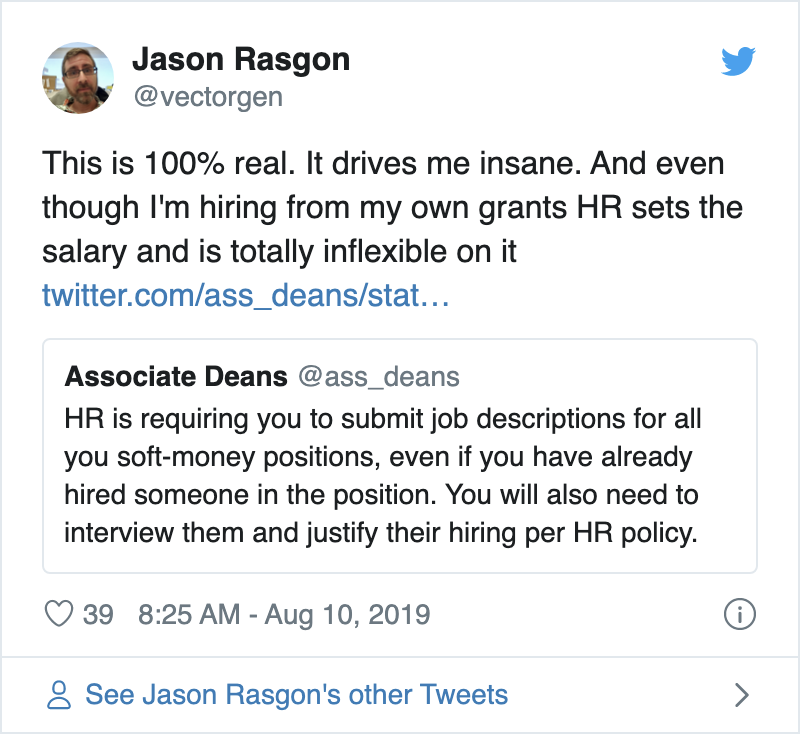 Jason Rasgon
@vectorgen
This is 100% real. It drives me insane. And even
though I'm hiring from my own grants HR sets the
salary and is totally inflexible on it
twitter.com/ass_deans/stat…
Associate Deans @ass_deans
HR is requiring you to submit job descriptions for all
you soft-money positions, even if you have already
hired someone in the position. You will also need to
interview them and justify their hiring per HR policy.
39 8:25 AM - Aug 10, 2019
See Jason Rasgon's other Tweets